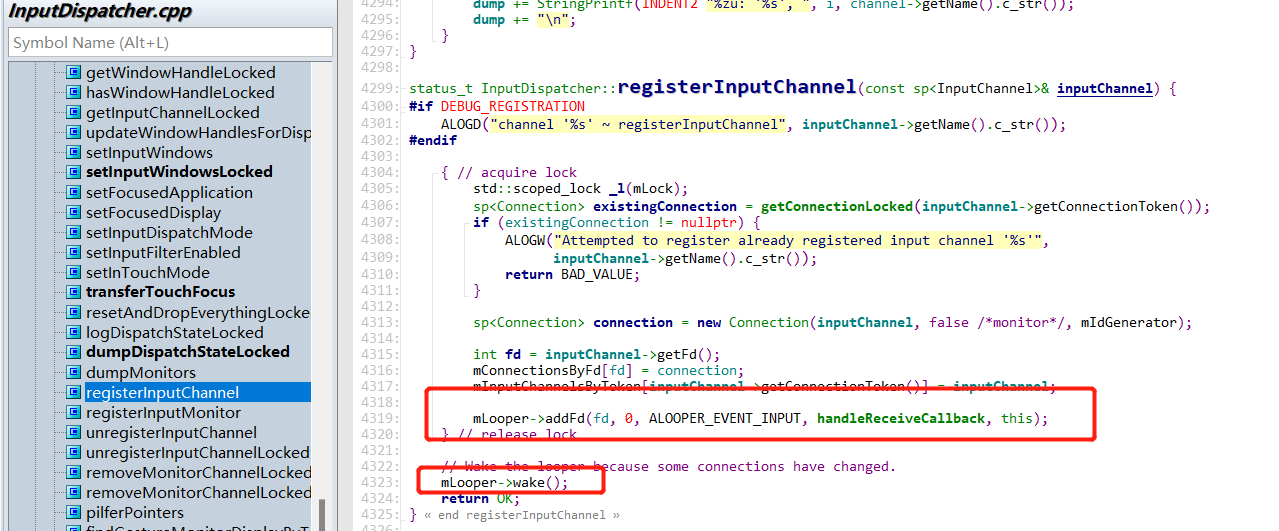 InputDispatcher.cpp
Symbol Name (Alt+L)
getWindowHandleLocked
hasWindowHandleLocked
getInputChannelLocked
updateWindowHandlesForDisp
setInputWindows
setInputWindowsLocked
setFocusedApplication
setFocusedDisplay
setInputDispatchMode
setInputFilterEnabled
setInTouchMode
transferTouchFocus
resetAndDropEverythingLocke
logDispatchStateLocked
dumpDispatchStateLocked
dumpMonitors
registerInputChannel
registerInputMonitor
unregisterInputChannel
unregisterInputChannelLocked
removeMonitorChannelLocked
removeMonitorChannelLocked
pilferPointers
findGestureMonitorDisplayByT
4294: dump += StringPrintf(INDENT2 "%zu: '%s', ", i, channel->getName().c_str());
4295: dump += "\n";
4296: }
4297: }
4298:
4299: status_t InputDispatcher::registerInputChannel(const sp<InputChannel>& inputChannel) {
4300: #if DEBUG_REGISTRATION
4301: ALOGD("channel '%s' ~ registerInputChannel", inputChannel->getName().c_str());
4302: #endif
4303:
4304: { // acquire lock
4305: std::scoped_lock _l(mLock);
4306: sp<Connection> existingConnection = getConnectionLocked(inputChannel->getConnectionToken());
4307: if (existingConnection != nullptr) {
4308: ALOGW("Attempted to register already registered input channel '%s'",
4309: inputChannel->getName().c_str());
4310: return BAD_VALUE;
4311: }
4312:
4313: sp<Connection> connection = new Connection(inputChannel, false /*monitor*/, mIdGenerator);
4314:
4315: int fd = inputChannel->getFd();
4316: mConnectionsByFd[fd] = connection;
4317: mInputChannelsByToken[inputChannel->getConnectionToken()] = inputChannel;
4318:
4319: mLooper->addFd(fd, 0, ALOOPER_EVENT_INPUT, handleReceiveCallback, this);
4320: } // release lock
4321:
4322: // Wake the looper because some connections have changed.
4323: mLooper->wake();
4324: return OK;
4325: } « end registerInputChannel »
4326: